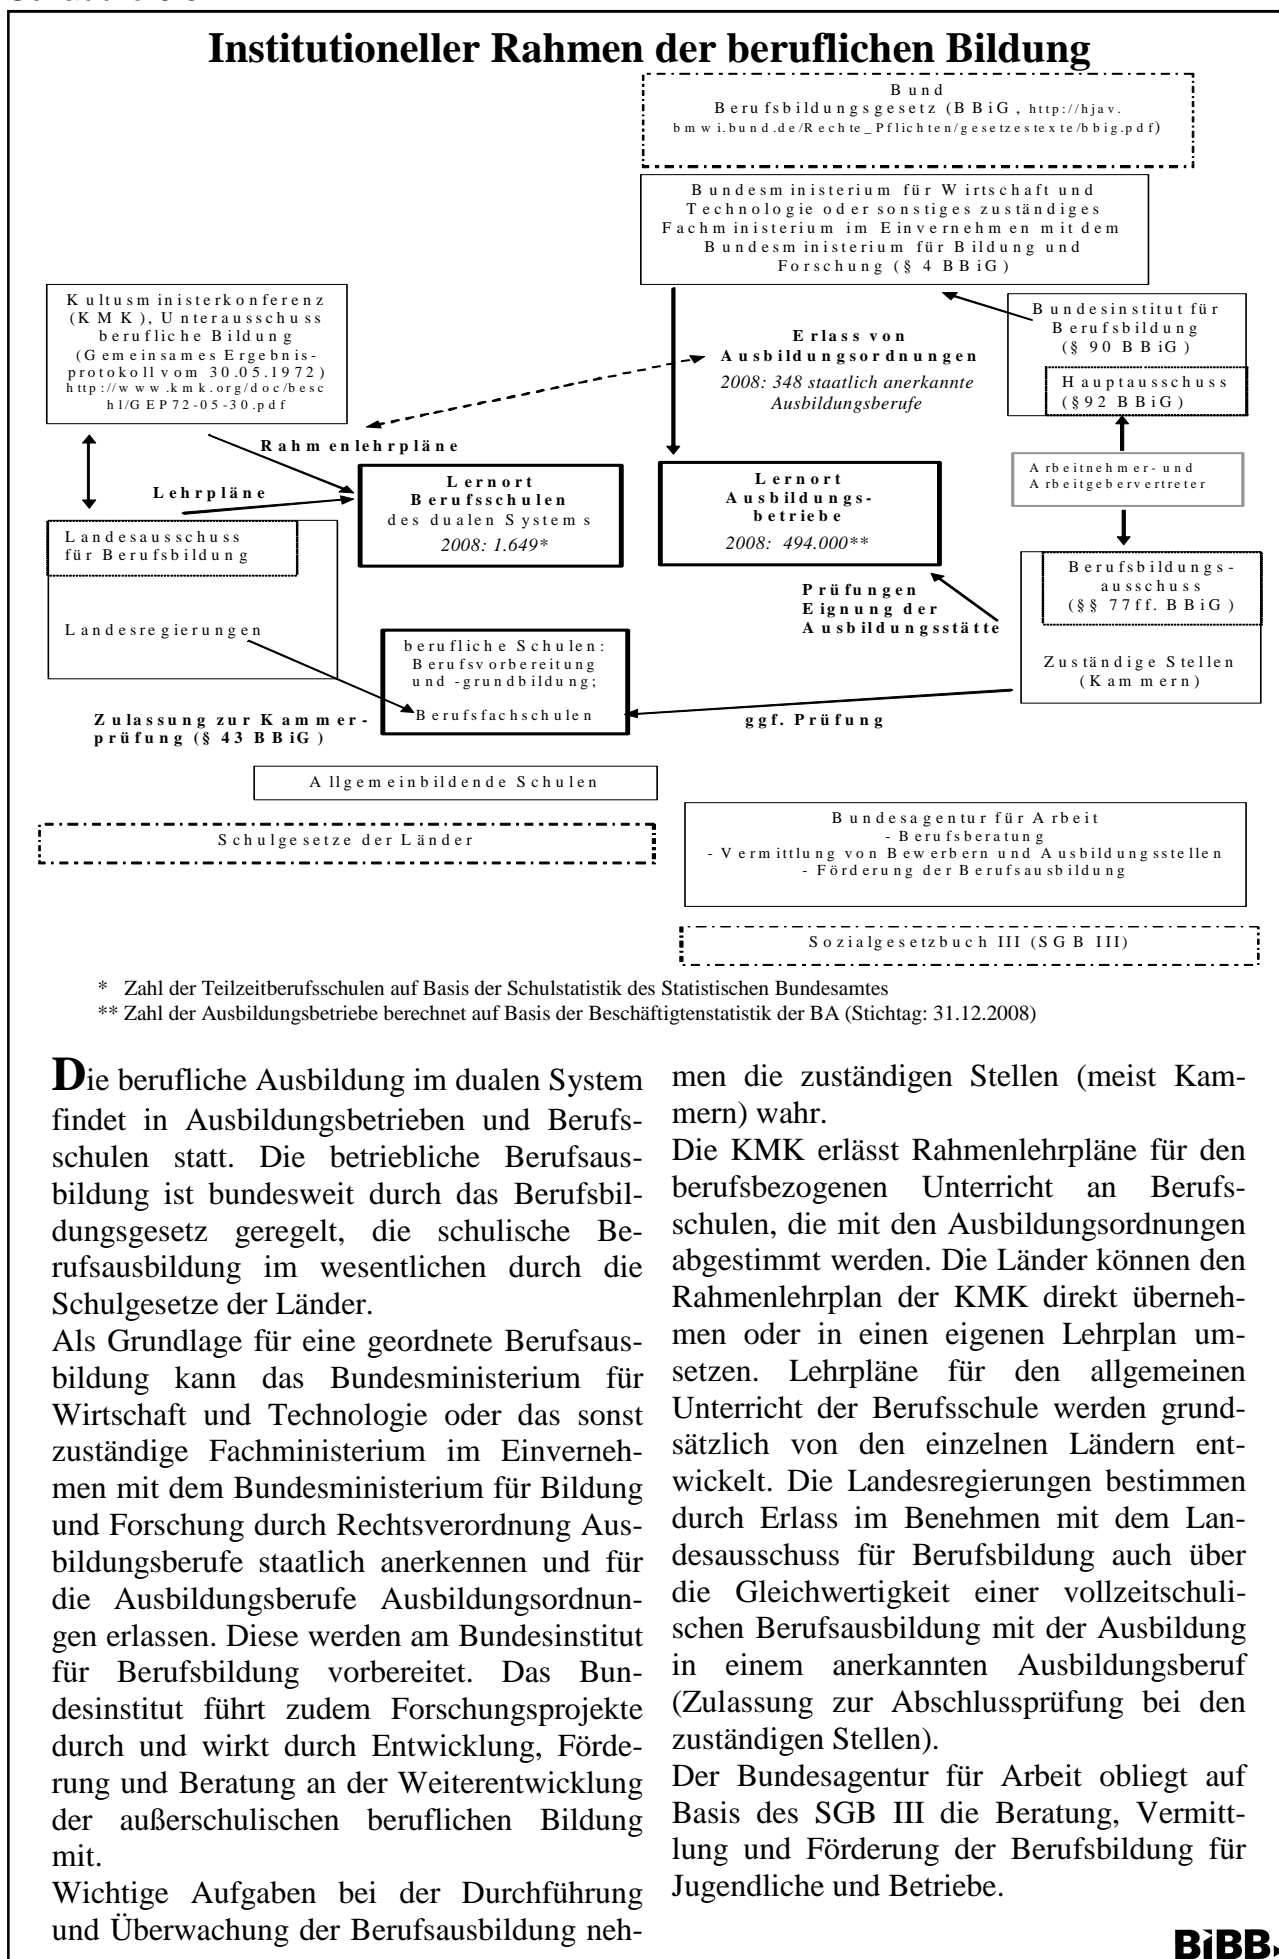 Institutioneller Rahmen der beruflichen Bildung
Bund
Berufsbildungsgesetz (BBiG, http://hjav.
bmwi.bund.de/Rechte_Pflichten/gesetzestexte/bbig.pdf)
Bundesministerium für Wirtschaft und
Technologie oder sonstiges zuständiges
Fachministerium im Einvernehmen mit dem
Bundesministerium für Bildung und
Forschung (§ 4 BBiG)
Kultusministerkonferenz
(KMK), Unterausschuss
berufliche Bildung
(Gemeinsames Ergebnis-
protokoll vom 30.05.1972)
http://www.kmk.org/doc/besc
hl/GEP72-05-30.pdf
Erlass von
Ausbildungsordnungen
2008: 348 staatlich anerkannte
Ausbildungsberufe
Bundesinstitut für
Berufsbildung
(§ 90 BBiG)
Hauptausschuss
(§92 BBiG)
Rahmenlehrpläne
Lehrpläne
Lernort
Berufsschulen
des dualen Systems
2008: 1.649*
Lernort
Ausbildungs-
betriebe
2008: 494.000**
Arbeitnehmer- und
Arbeitgebervertreter
Landesausschuss
für Berufsbildung
Landesregierungen
Prüfungen
Eignung der
Ausbildungsstätte
Berufsbildungs-
ausschuss
(§§ 77ff. BBiG)
Zuständige Stellen
(Kammern)
berufliche Schulen:
Berufsvorbereitung
und -grundbildung;
Berufsfachschulen
Zulassung zur Kammer-
prüfung (§ 43 BBiG)
ggf. Prüfung
Allgemeinbildende Schulen
Schulgesetze der Länder
Bundesagentur für Arbeit
- Berufsberatung
- Vermittlung von Bewerbern und Ausbildungsstellen
- Förderung der Berufsausbildung
Sozialgesetzbuch III (SGB III)
* Zahl der Teilzeitberufsschulen auf Basis der Schulstatistik des Statistischen Bundesamtes
** Zahl der Ausbildungsbetriebe berechnet auf Basis der Beschäftigtenstatistik der BA (Stichtag: 31.12.2008)
Die berufliche Ausbildung im dualen System
findet in Ausbildungsbetrieben und Berufs-
schulen statt. Die betriebliche Berufsaus-
bildung ist bundesweit durch das Berufsbil-
dungsgesetz geregelt, die schulische Be-
rufsausbildung im wesentlichen durch die
Schulgesetze der Länder.
Als Grundlage für eine geordnete Berufsaus-
bildung kann das Bundesministerium für
Wirtschaft und Technologie oder das sonst
zuständige Fachministerium im Einverneh-
men mit dem Bundesministerium für Bildung
und Forschung durch Rechtsverordnung Aus-
bildungsberufe staatlich anerkennen und für
die Ausbildungsberufe Ausbildungsordnun-
gen erlassen. Diese werden am Bundesinstitut
für Berufsbildung vorbereitet. Das Bun-
desinstitut führt zudem Forschungsprojekte
durch und wirkt durch Entwicklung, Förde-
rung und Beratung an der Weiterentwicklung
der außerschulischen beruflichen Bildung
mit.
Wichtige Aufgaben bei der Durchführung
und Überwachung der Berufsausbildung neh-
men die zuständigen Stellen (meist Kam-
mern) wahr.
Die KMK erlässt Rahmenlehrpläne für den
berufsbezogenen Unterricht an Berufs-
schulen, die mit den Ausbildungsordnungen
abgestimmt werden. Die Länder können den
Rahmenlehrplan der KMK direkt überneh-
men oder in einen eigenen Lehrplan um-
setzen. Lehrpläne für den allgemeinen
Unterricht der Berufsschule werden grund-
sätzlich von den einzelnen Ländern ent-
wickelt. Die Landesregierungen bestimmen
durch Erlass im Benehmen mit dem Lan-
desausschuss für Berufsbildung auch über
die Gleichwertigkeit einer vollzeitschuli-
schen Berufsausbildung mit der Ausbildung
in einem anerkannten Ausbildungsberuf
(Zulassung zur Abschlussprüfung bei den
zuständigen Stellen).
Der Bundesagentur für Arbeit obliegt auf
Basis des SGB III die Beratung, Vermitt-
lung und Förderung der Berufsbildung für
Jugendliche und Betriebe.
BiBB